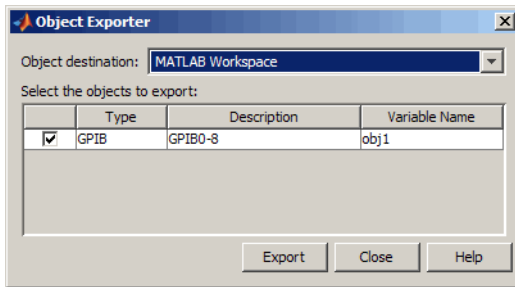 Object Exporter
Object destination: MATLAB Workspace
Select the objects to export:
Type Description Variable Name
GPIB GPIB0-8 obj1
Export Close Help